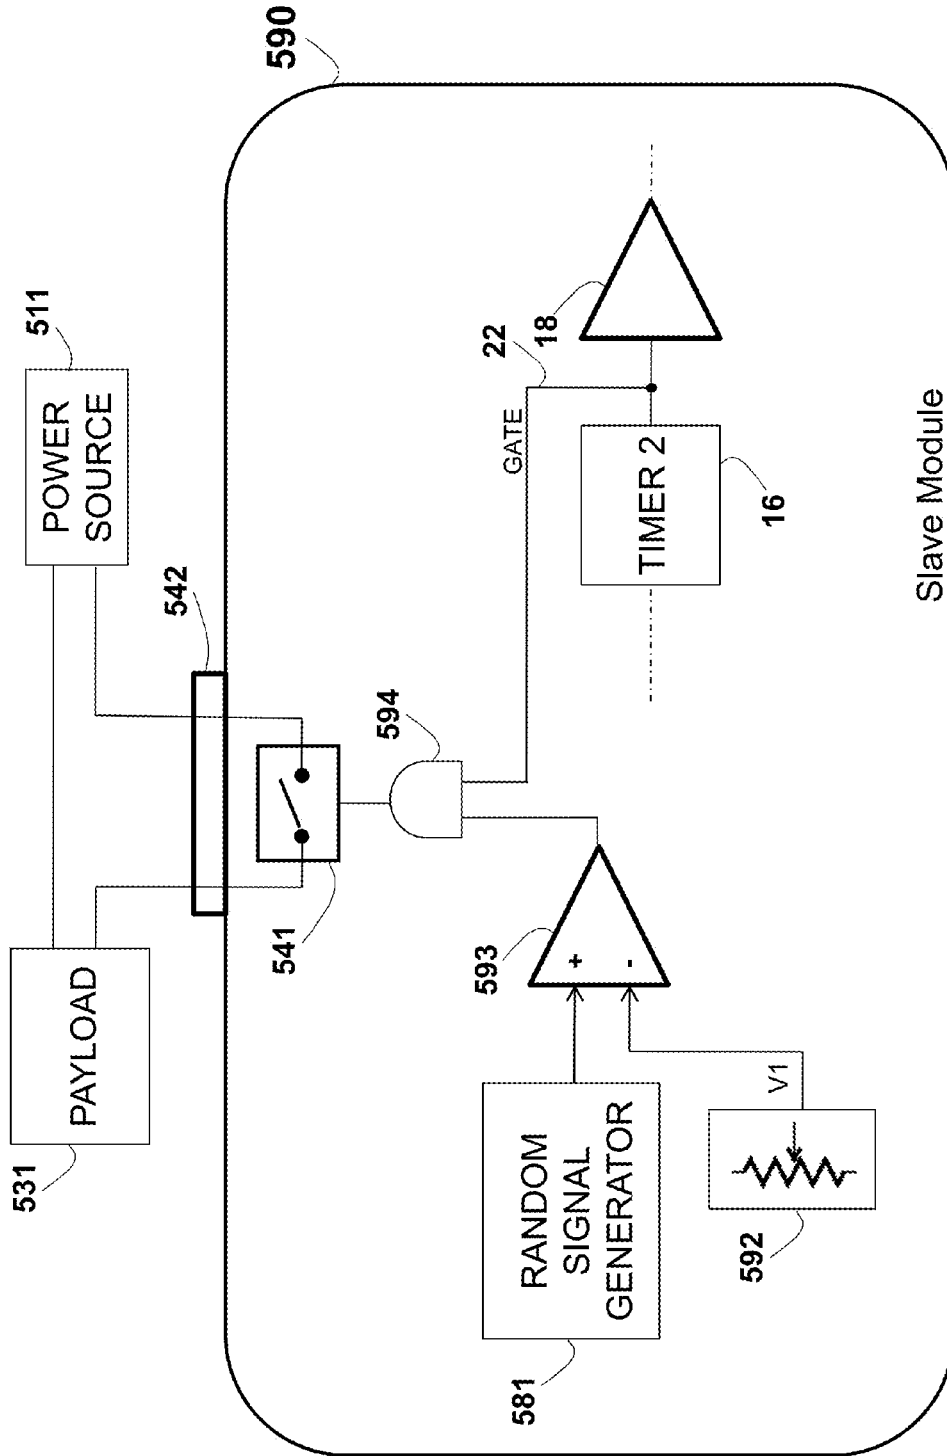 531
PAYLOAD
POWER
SOURCE
511
542
590
541
594
GATE
22
18
593
+
-
TIMER 2
16
RANDOM
SIGNAL
GENERATOR
581
V1
592
Slave Module